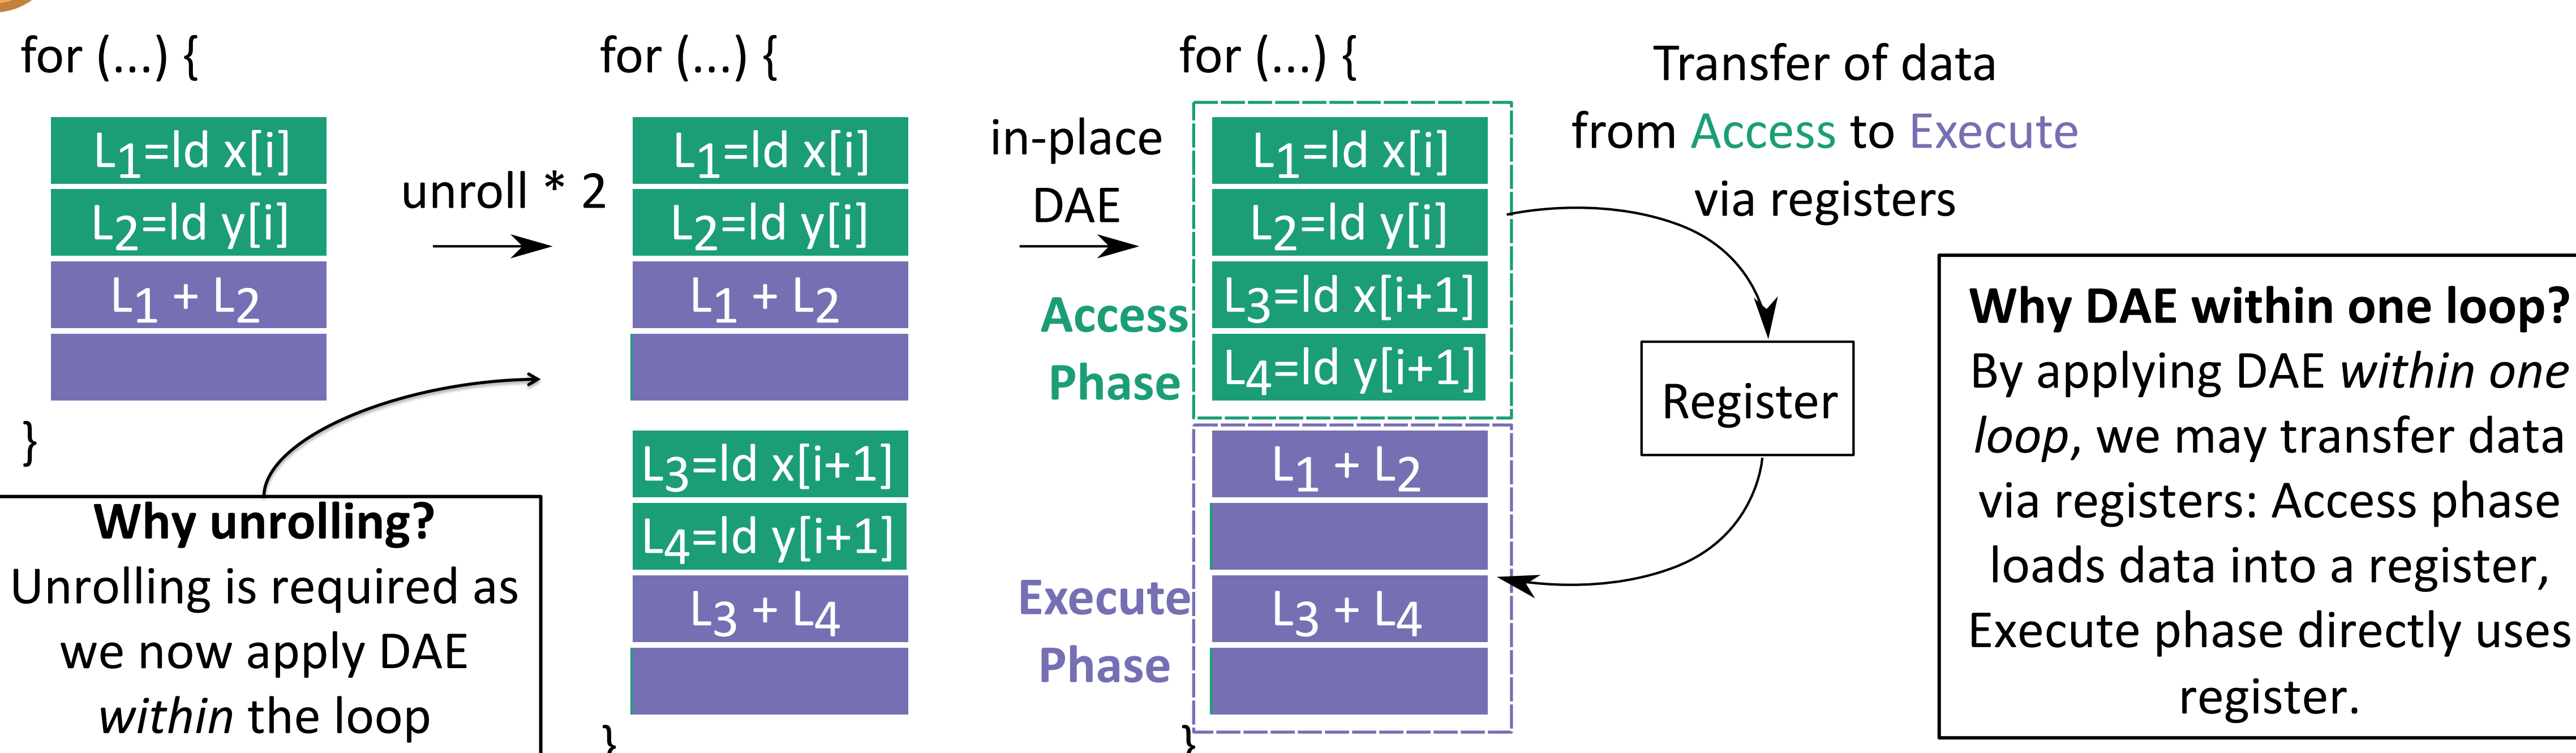 for (...) {
L1=ld x[i]
L2=ld y[i]
L1 + L2
}
unroll * 2
Why unrolling?
Unrolling is required as
we now apply DAE
within the loop
for (...) {
L1=ld x[i]
L2=ld y[i]
L1 + L2
L3=ld x[i+1]
L4=ld y[i+1]
L3 + L4
}
in-place
DAE
Access
Phase
Execute
Phase
for (...) {
L1=ld x[i]
L2=ld y[i]
L3=ld x[i+1]
L4=ld y[i+1]
L1 + L2
L3 + L4
}
Transfer of data
from Access to Execute
via registers
Register
Why DAE within one loop?
By applying DAE within one
loop, we may transfer data
via registers: Access phase
loads data into a register,
Execute phase directly uses
register.